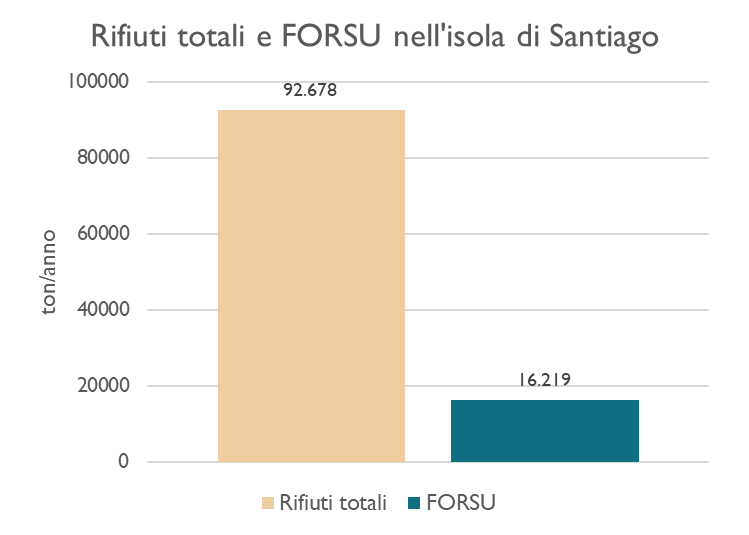 Rifiuti totali e FORSU nell'isola di Santiago
100000
92.678
80000
60000
ton/anno
40000
20000
16.219
0
Rifiuti totali FORSU